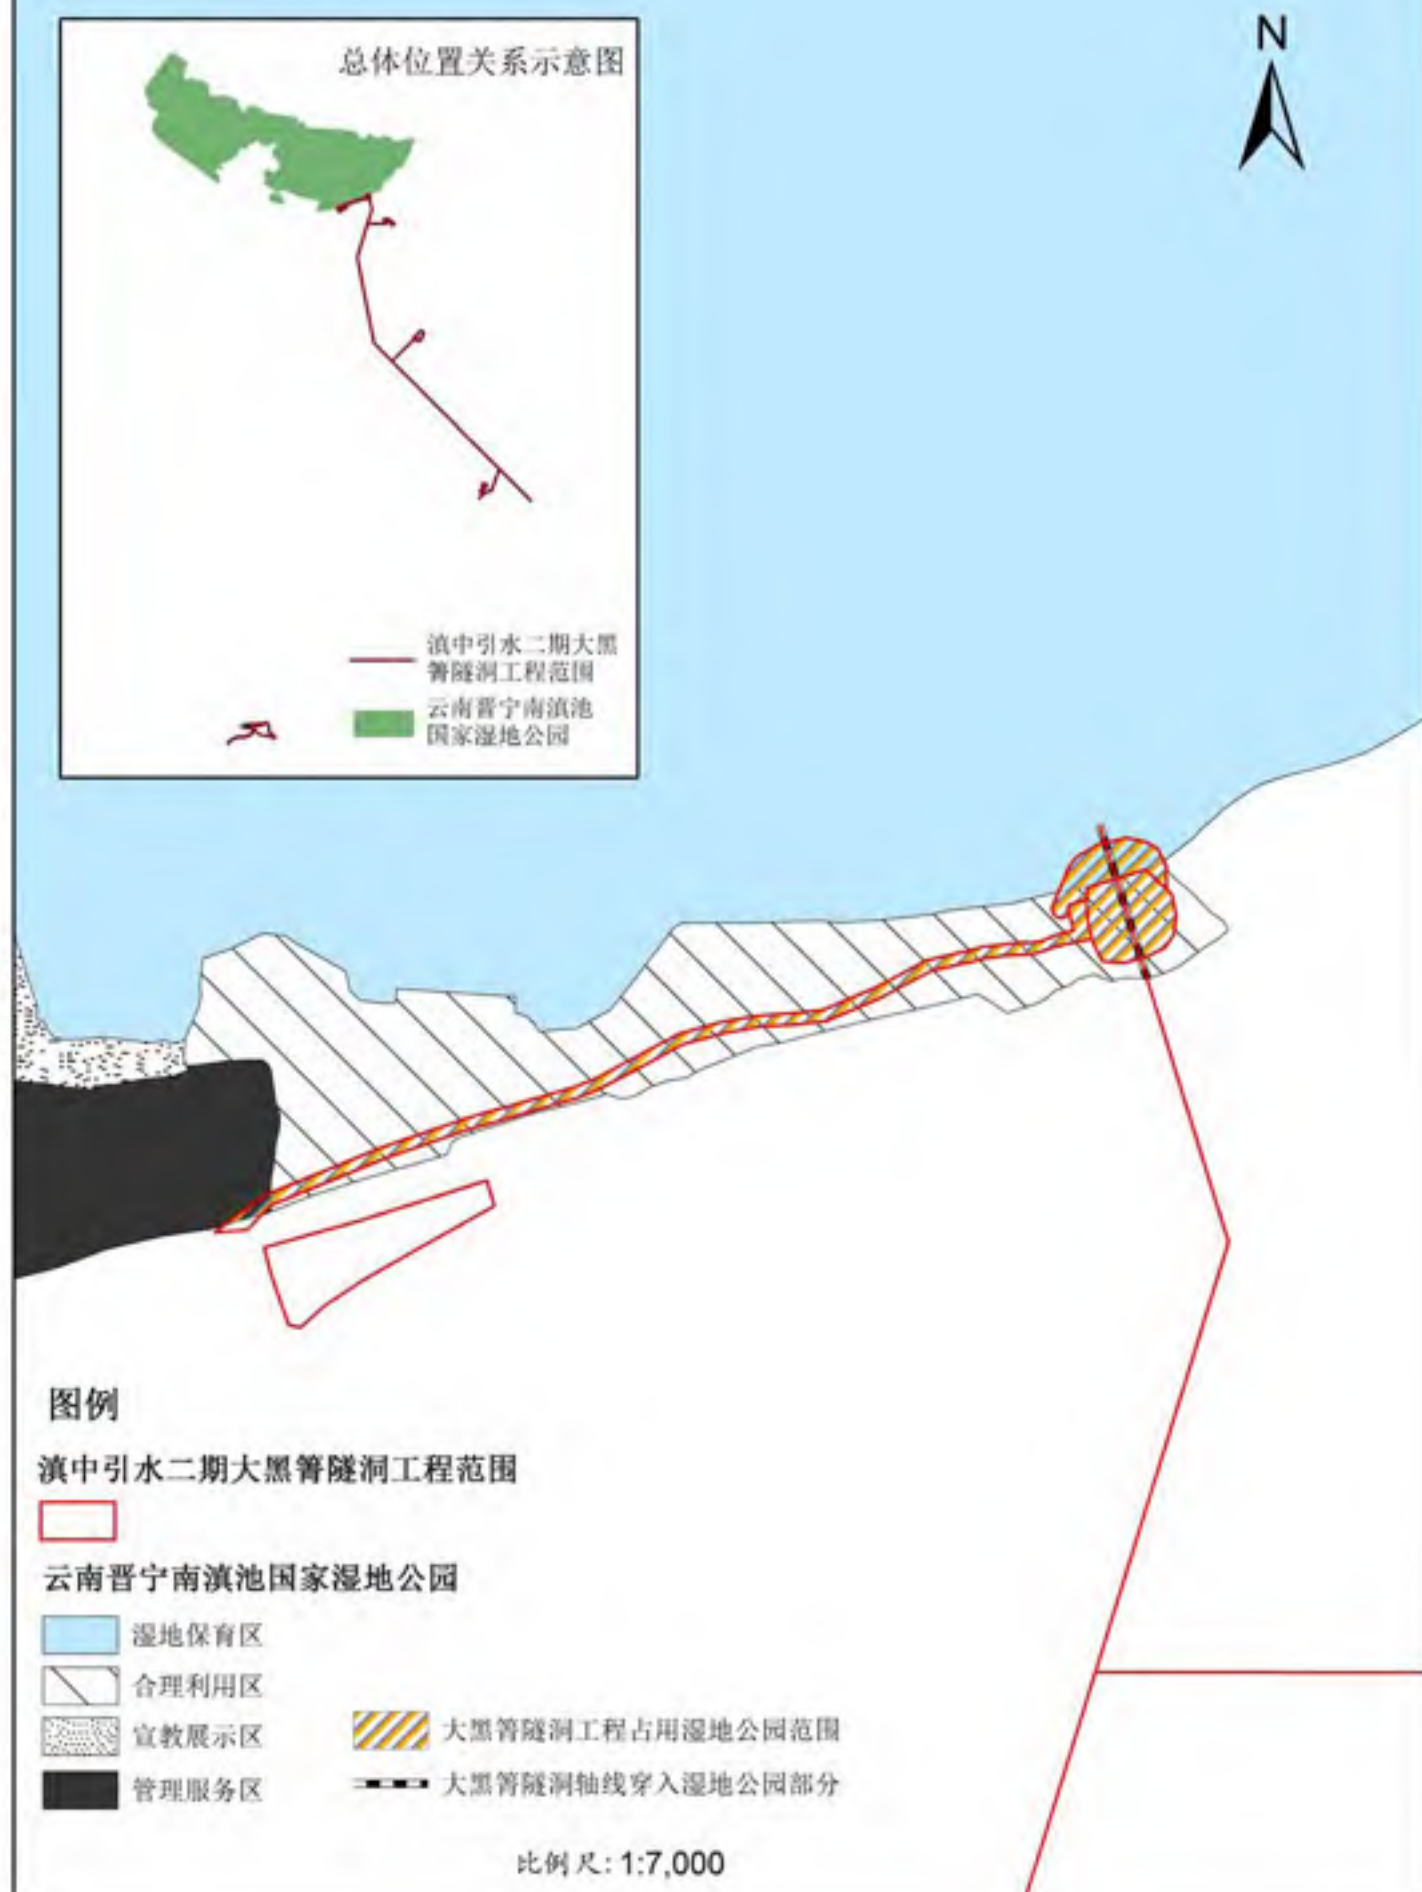 总体位置关系示意图
N
滇中引水二期大黑
箐隧洞工程范围
云南晋宁南滇池
国家湿地公园
图例
滇中引水二期大黑箐隧洞工程范围
云南晋宁南滇池国家湿地公园
湿地保育区
合理利用区
宣教展示区
管理服务区
大黑箐隧洞工程占用湿地公园范围
大黑箐隧洞轴线穿入湿地公园部分
比例尺:1:7,000